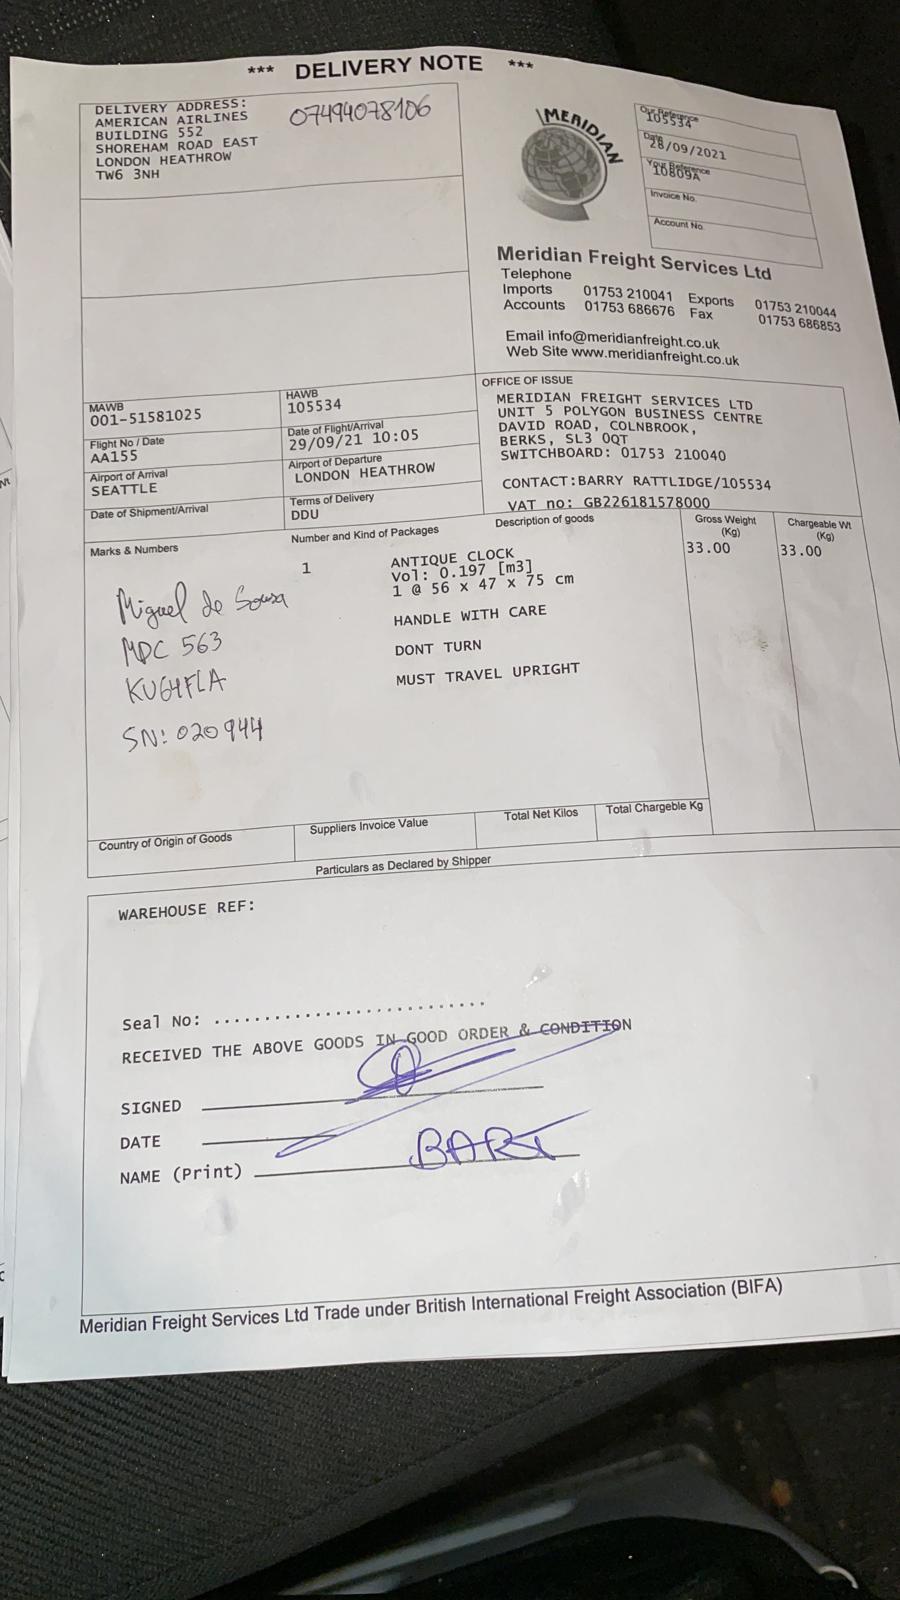 *** DELIVERY NOTE ***
DELIVERY ADDRESS:
AMERICAN AIRLINES
BUILDING 552
SHOREHAM ROAD EAST
LONDON HEATHROW
TW6 3NH
07494078106
MERIDIAN
Our Reference
105534
Date
28/09/2021
Your Reference
10809A
Invoice No.
Account No.
Meridian Freight Services Ltd
Telephone
Imports 01753 210041 Exports 01753 210044
Accounts 01753 686676 Fax 01753 686853
Email info@meridianfreight.co.uk
Web Site www.meridianfreight.co.uk
MAWB
001-51581025
HAWB
105534
Flight No / Date
AA155
Date of Flight/Arrival
29/09/21 10:05
Airport of Arrival
SEATTLE
Airport of Departure
LONDON HEATHROW
Date of Shipment/Arrival
Terms of Delivery
DDU
OFFICE OF ISSUE
MERIDIAN FREIGHT SERVICES LTD
UNIT 5 POLYGON BUSINESS CENTRE
DAVID ROAD, COLNBROOK,
BERKS, SL3 0QT
SWITCHBOARD: 01753 210040
CONTACT:BARRY RATTLIDGE/105534
VAT no: GB226181578000
Marks & Numbers
Number and Kind of Packages
Description of goods
Gross Weight
(Kg)
Chargeable Wt
(Kg)
1
ANTIQUE CLOCK
Vol: 0.197 [m3]
1 @ 56 x 47 x 75 cm
33.00
33.00
HANDLE WITH CARE
DONT TURN
MUST TRAVEL UPRIGHT
Miguel de Sousa
MDC 563
KU64FLA
SN: 020944
Country of Origin of Goods
Suppliers Invoice Value
Total Net Kilos
Total Chargeble Kg
Particulars as Declared by Shipper
WAREHOUSE REF:
Seal No: ...........................
RECEIVED THE ABOVE GOODS IN GOOD ORDER & CONDITION
SIGNED
DATE
NAME (Print) BART
Meridian Freight Services Ltd Trade under British International Freight Association (BIFA)